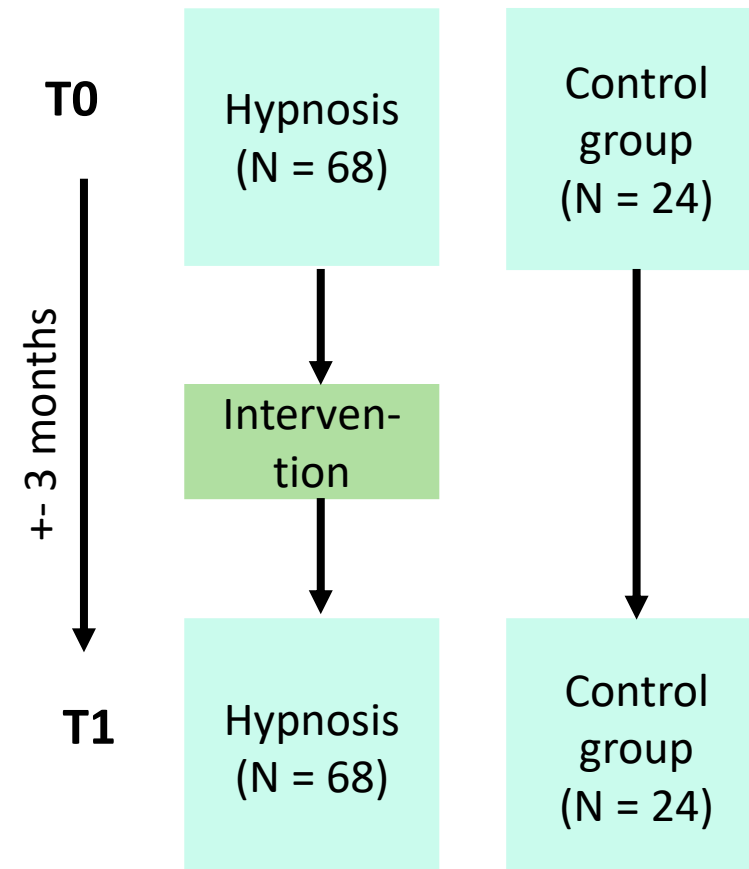 T0
Hypnosis
(N = 68)
Control
group
(N = 24)
+- 3 months
Interven-
tion
T1
Hypnosis
(N = 68)
Control
group
(N = 24)